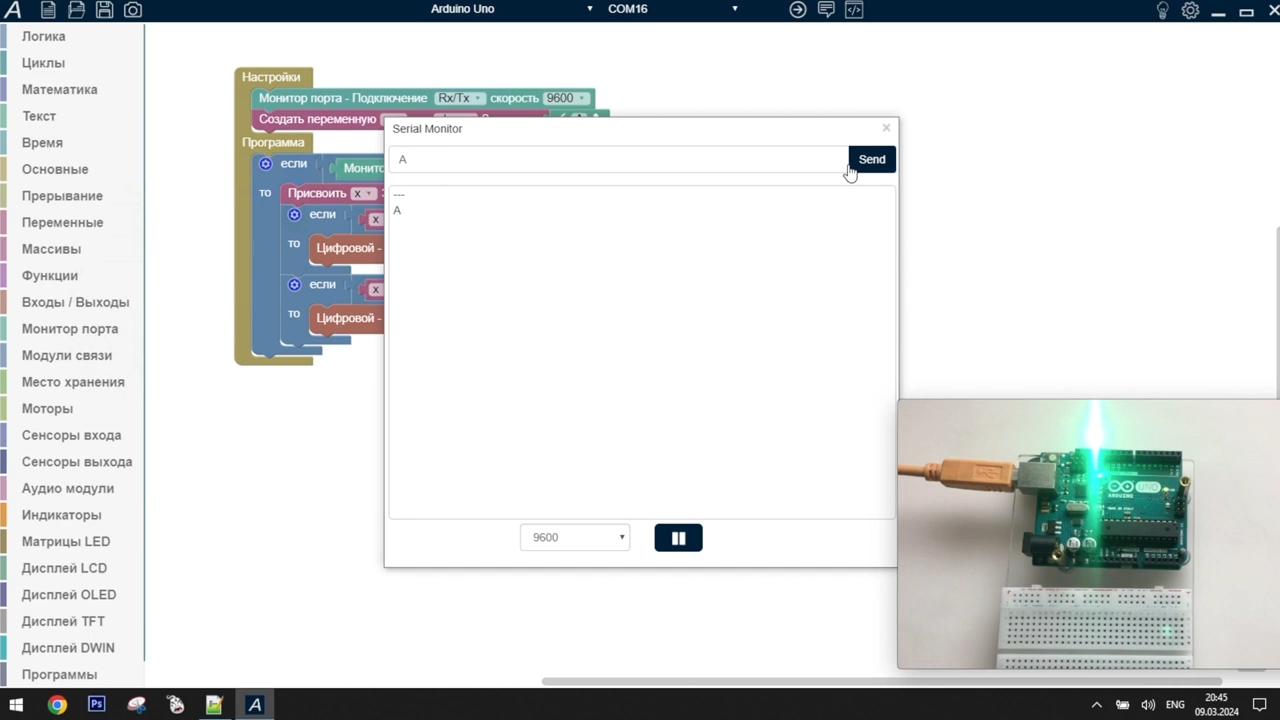 Arduino Uno
COM16
Логика
Циклы
Математика
Текст
Время
Основные
Прерывание
Переменные
Массивы
Функции
Входы / Выходы
Монитор порта
Модули связи
Место хранения
Моторы
Сенсоры входа
Сенсоры выхода
Аудио модули
Индикаторы
Матрицы LED
Дисплей LCD
Дисплей OLED
Дисплей TFT
Дисплей DWIN
Программы
Настройки
Монитор порта - Подключение Rx/Tx скорость 9600
Создать переменную
Программа
если
то Присвоить x
если x
то Цифровой -
если x
то Цифровой -
Serial Monitor
A
Send
---
A
9600
UNO
ARDUINO
ENG
20:45
09.03.2024